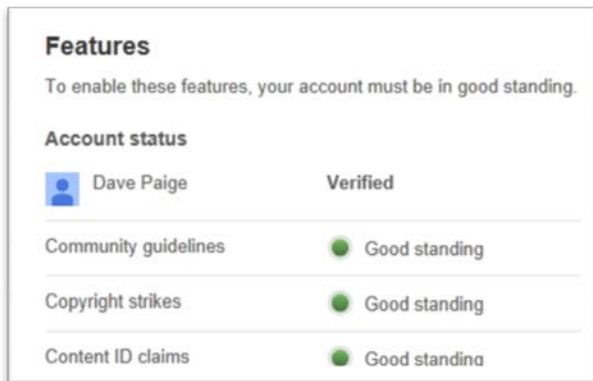 Features
To enable these features, your account must be in good standing.
Account status
Dave Paige Verified
Community guidelines Good standing
Copyright strikes Good standing
Content ID claims Good standing